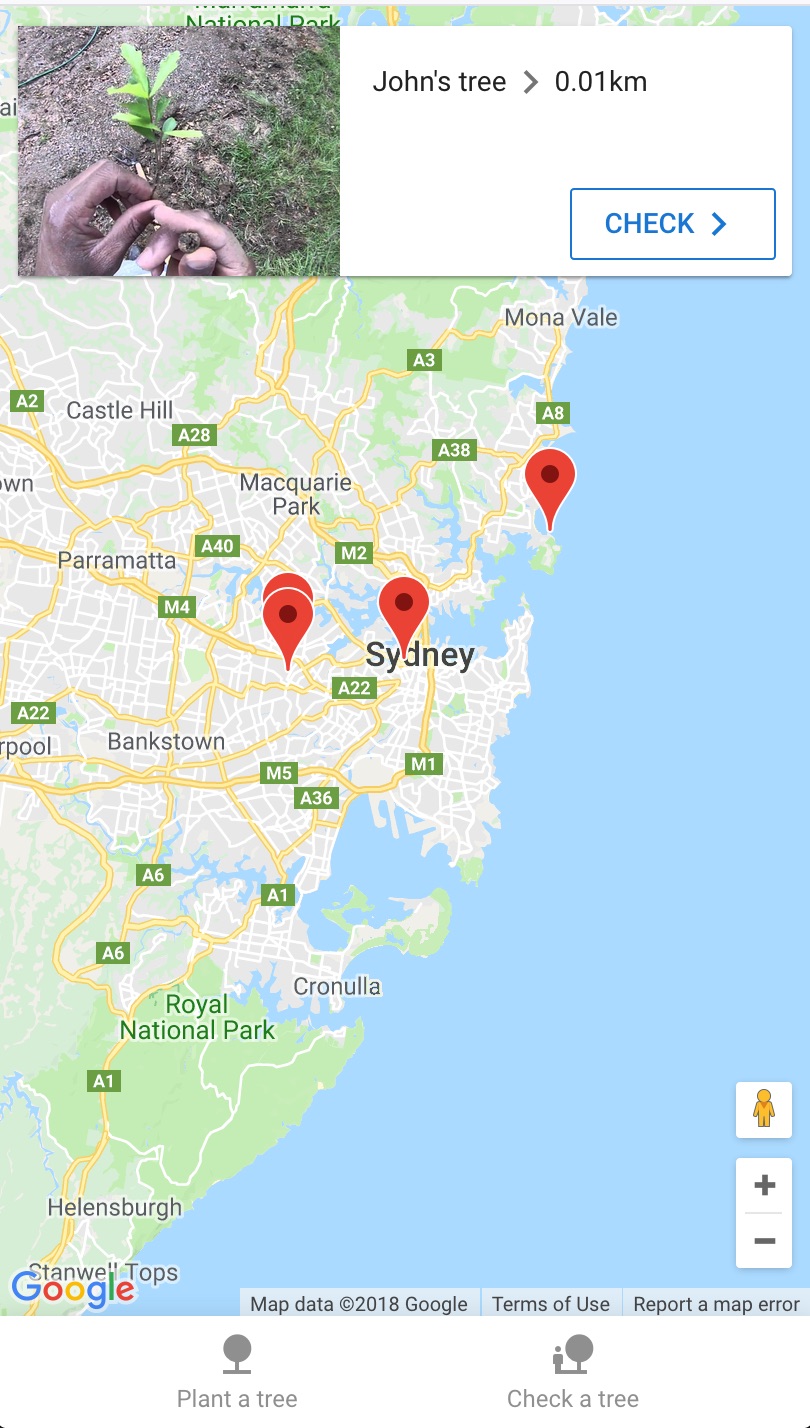 National Park
John's tree
0.01km
CHECK
Mona Vale
A3
A2
Castle Hill
A8
A28
A38
Macquarie
Park
own
A40
M2
Parramatta
M4
Sydney
A22
A22
rpool
Bankstown
M1
M5
A36
A6
A1
A6
Cronulla
Royal
National Park
A1
Helensburgh
Stanwell Tops
Google
Map data ©2018 Google
Terms of Use
Report a map error
Plant a tree
Check a tree